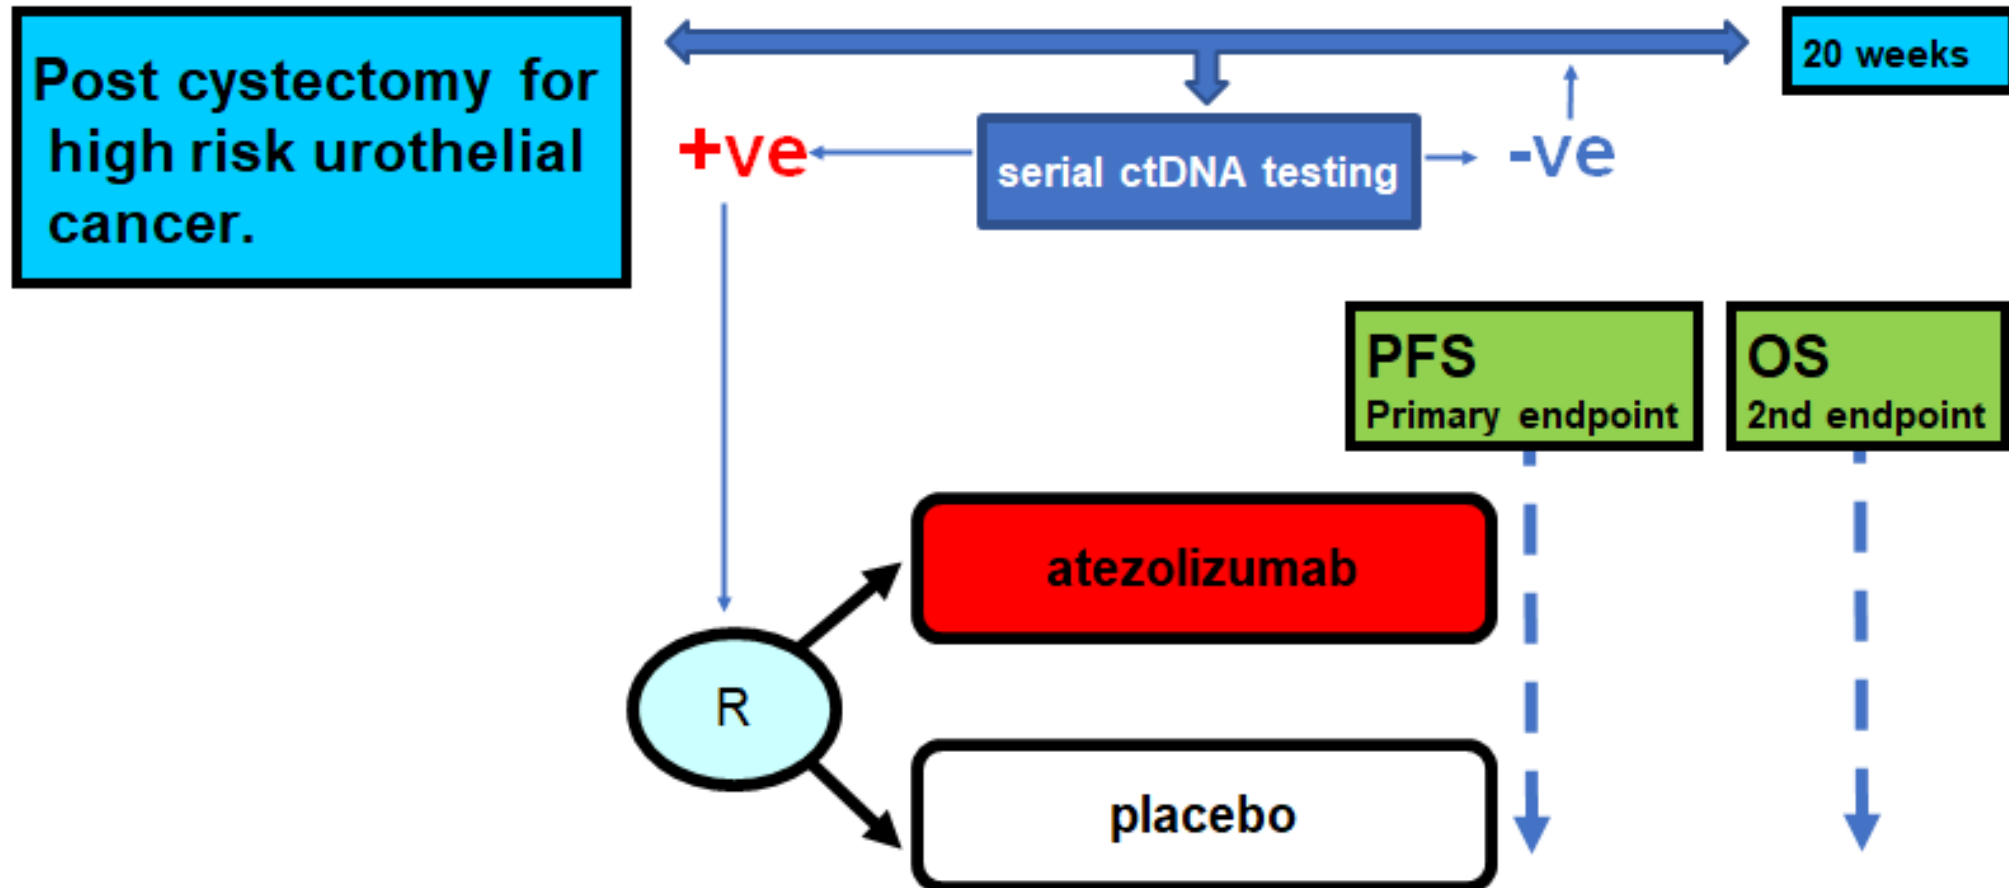 Post cystectomy for
high risk urothelial
cancer.
20 weeks
+ve
serial ctDNA testing
-ve
PFS
Primary endpoint
OS
2nd endpoint
atezolizumab
R
placebo